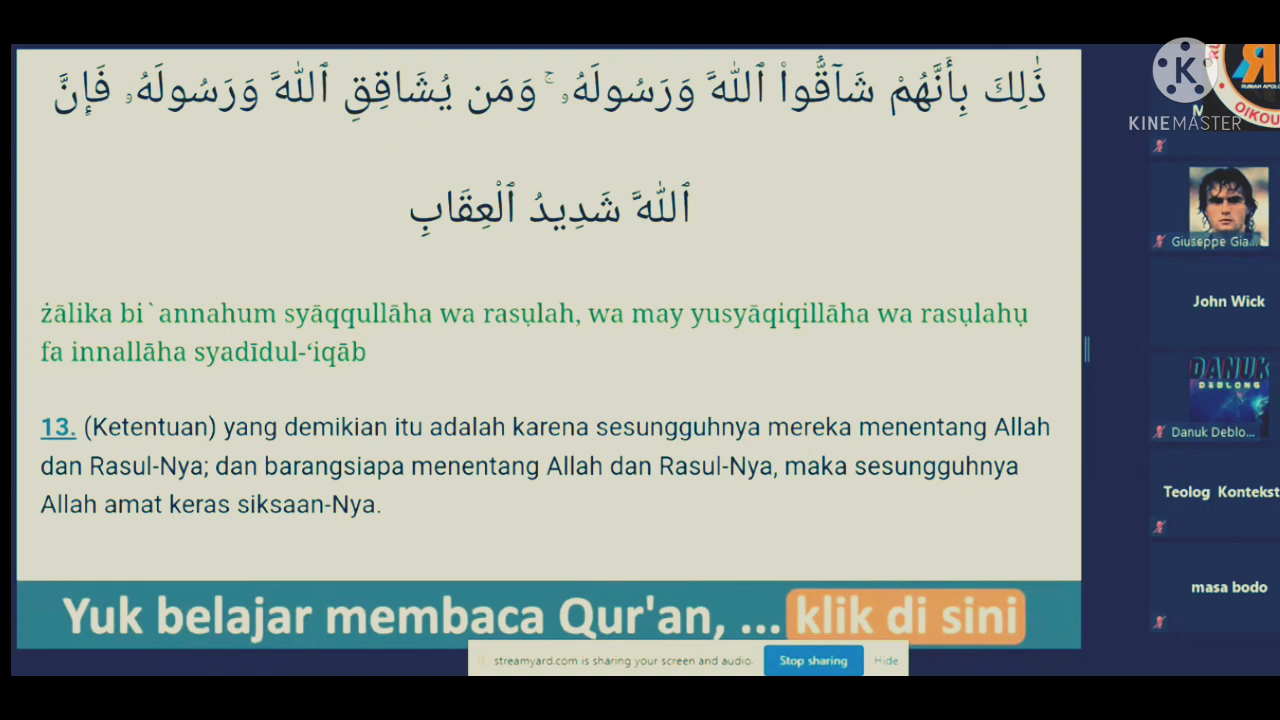 ذَٰلِكَ بِأَنَّهُمْ شَآقُّوا۟ ٱللَّهَ وَرَسُولَهُۥ ۚ وَمَن يُشَاقِقِ ٱللَّهَ وَرَسُولَهُۥ فَإِنَّ
ٱللَّهَ شَدِيدُ ٱلْعِقَابِ
żālika bi`annahum syāqqullāha wa rasụlah, wa may yusyāqiqillāha wa rasụlahụ
fa innallāha syadīdul-‘iqāb
13. (Ketentuan) yang demikian itu adalah karena sesungguhnya mereka menentang Allah
dan Rasul-Nya; dan barangsiapa menentang Allah dan Rasul-Nya, maka sesungguhnya
Allah amat keras siksaan-Nya.
Yuk belajar membaca Qur'an, ... klik di sini
streamyard.com is sharing your screen and audio. Stop sharing Hide
K
KINEMASTER
OIKOU
Giuseppe Gia...
John Wick
DANUK
DEBLONG
Danuk Deblo...
Teolog Kontekst
masa bodo